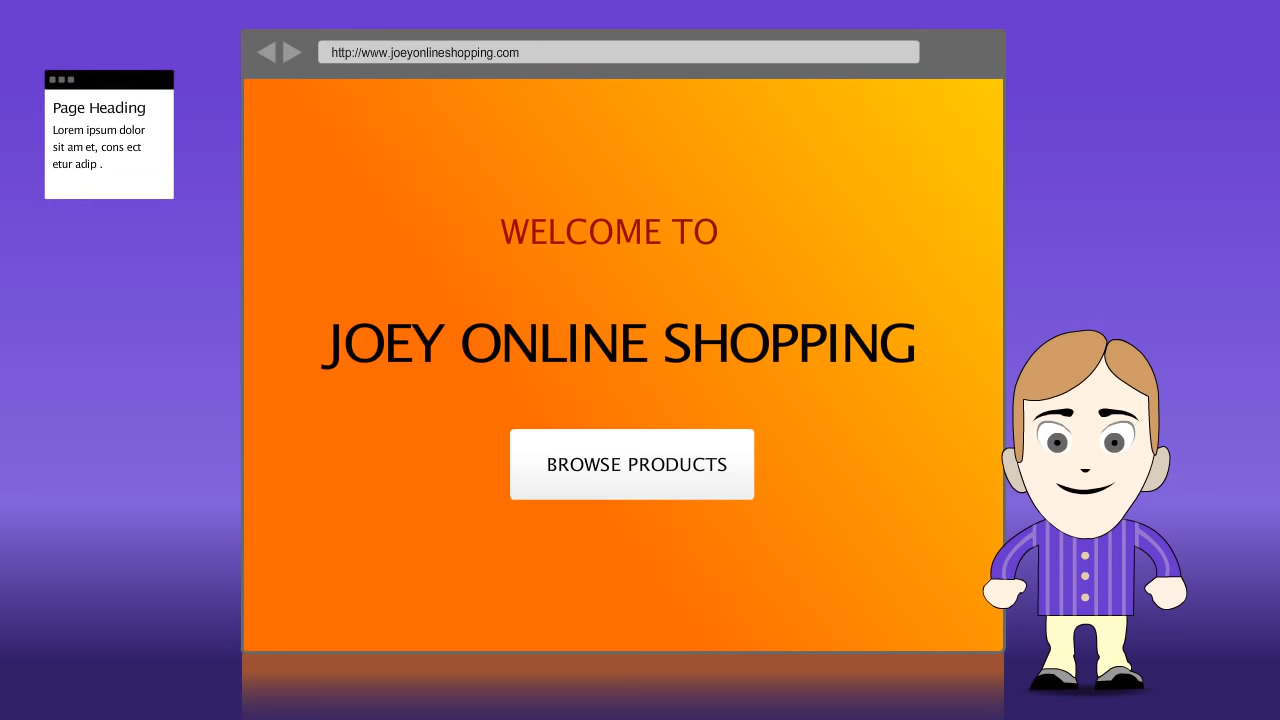 http://www.joeyonlineshopping.com
Page Heading
Lorem ipsum dolor
sit am et, cons ect
etur adip .
WELCOME TO
JOEY ONLINE SHOPPING
BROWSE PRODUCTS